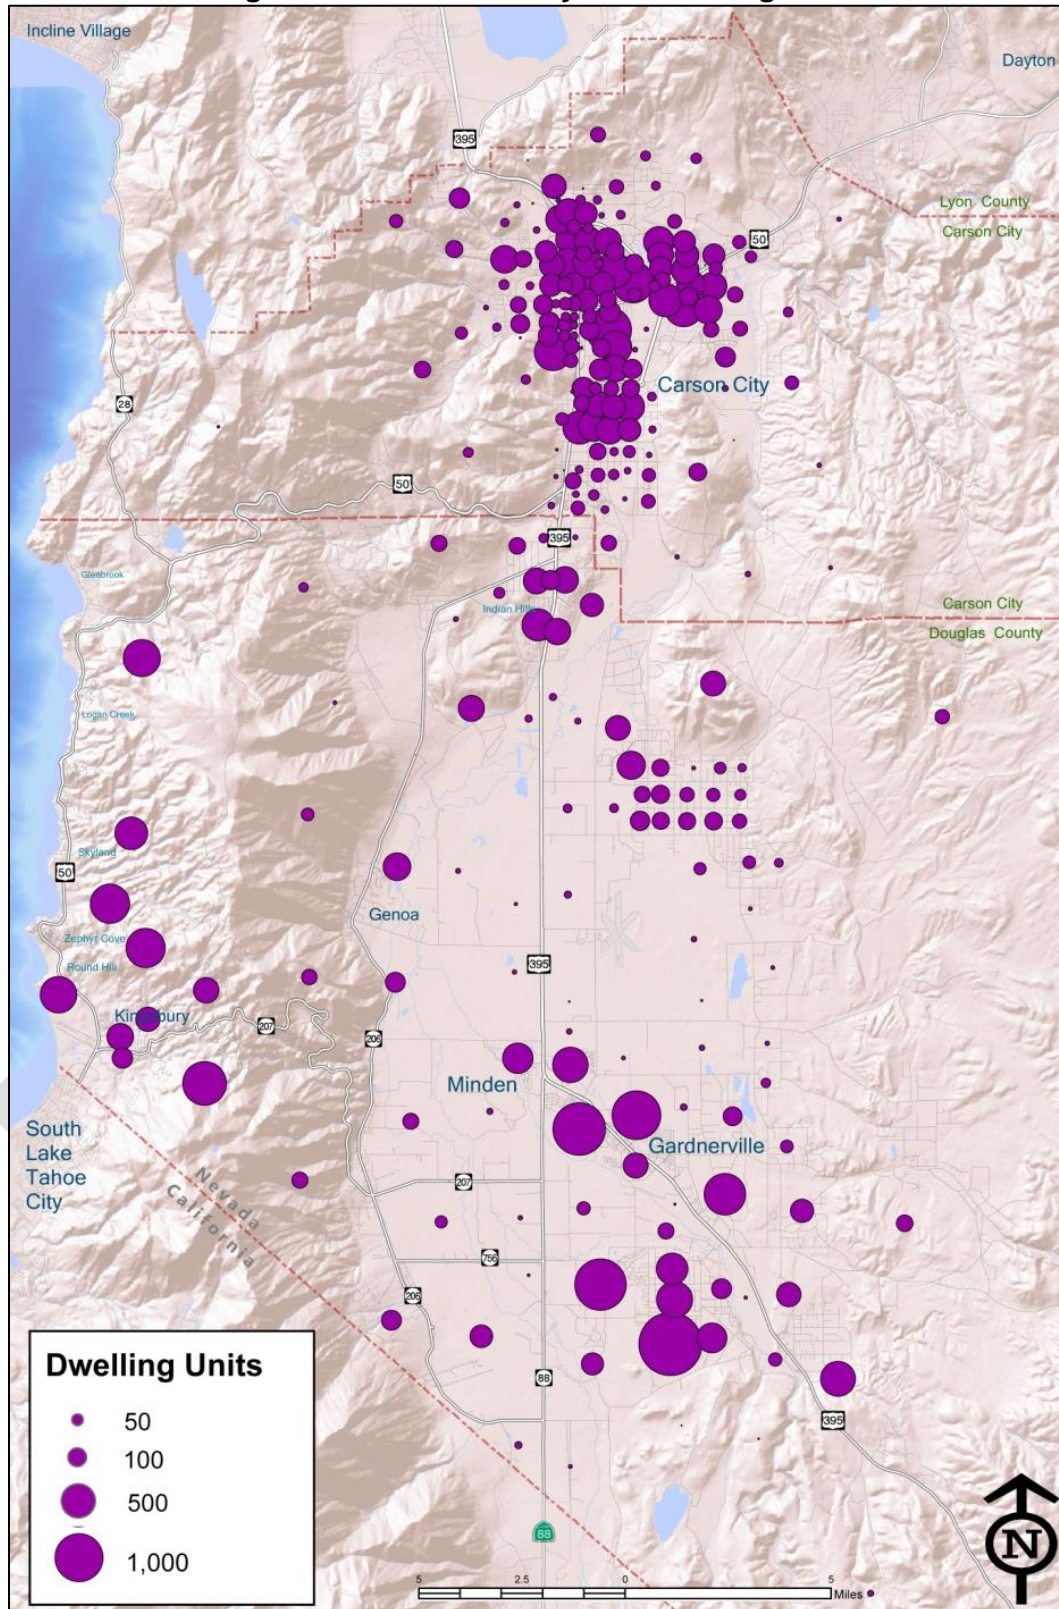 Incline Village
Dayton
395
Lyon County
Carson City
50
Carson City
28
50
395
Glenbrook
Indian Hills
Carson City
Douglas County
Logan Creek
Skyland
50
Genoa
Zephyr Cove
Round Hill
395
Kingsbury
207
206
Minden
South
Lake
Tahoe
City
Gardnerville
Nevada
California
207
756
206
Dwelling Units
50
100
500
1,000
88
395
88
N
5 2.5 0 5
Miles